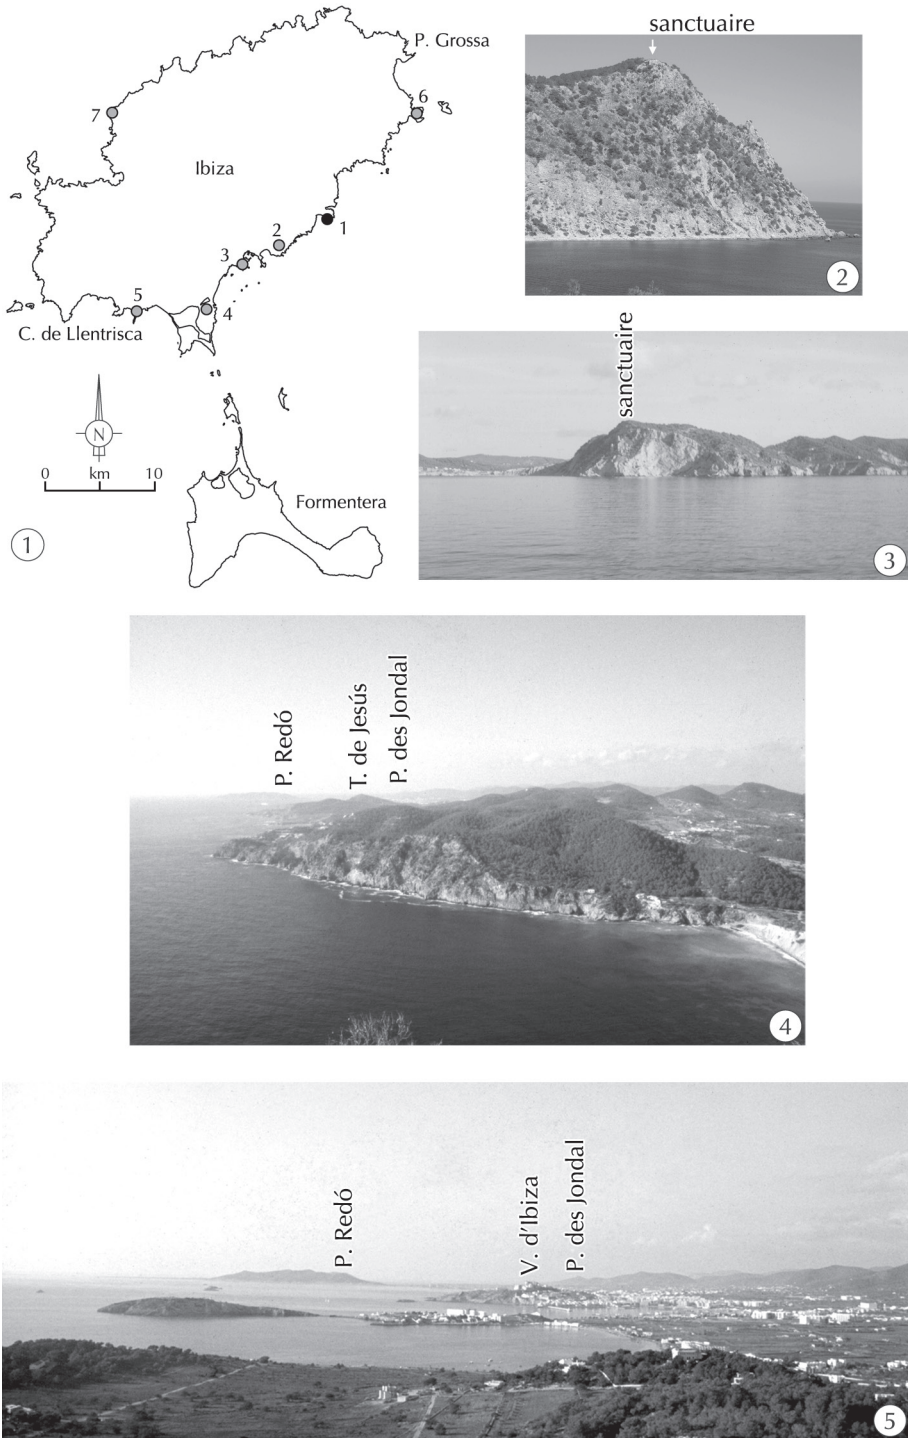 P. Grossa
6
7
Ibiza
1
2
3
4
5
C. de Llentrisca
N
0 km 10
Formentera
1
sanctuaire
2
sanctuaire
3
P. Redó
T. de Jesús
P. des Jondal
4
P. Redó
V. d'Ibiza
P. des Jondal
5